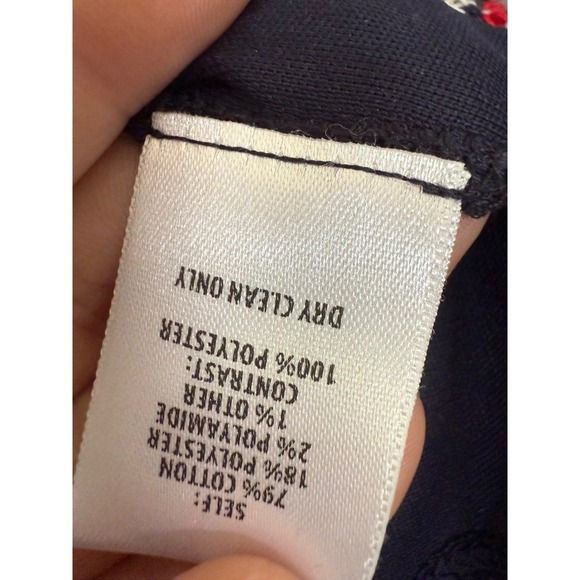 SELF:
79% COTTON
18% POLYESTER
2% POLYAMIDE
1% OTHER
CONTRAST:
100% POLYESTER
DRY CLEAN ONLY